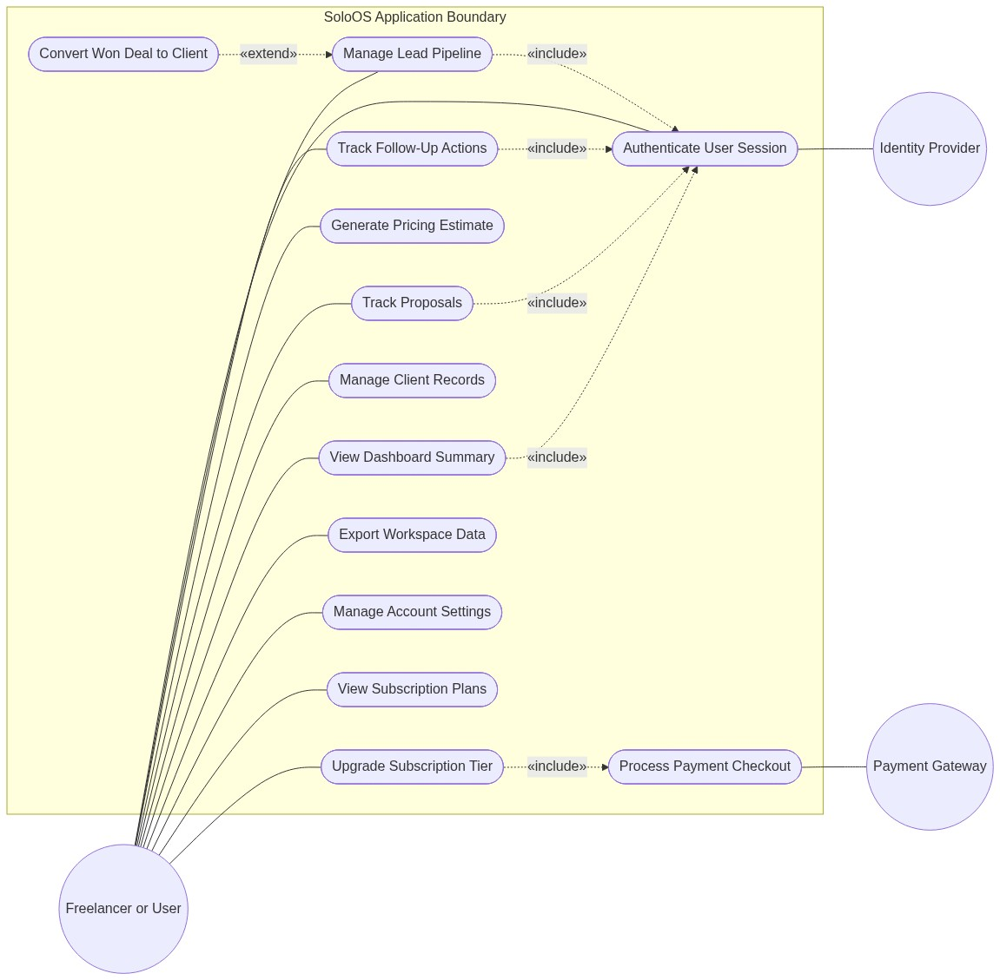 SoloOS Application Boundary
Convert Won Deal to Client
«extend»
Manage Lead Pipeline
«include»
Track Follow-Up Actions
«include»
Authenticate User Session
Identity Provider
Generate Pricing Estimate
Track Proposals
«include»
Manage Client Records
View Dashboard Summary
«include»
Export Workspace Data
Manage Account Settings
View Subscription Plans
Upgrade Subscription Tier
«include»
Process Payment Checkout
Payment Gateway
Freelancer or User